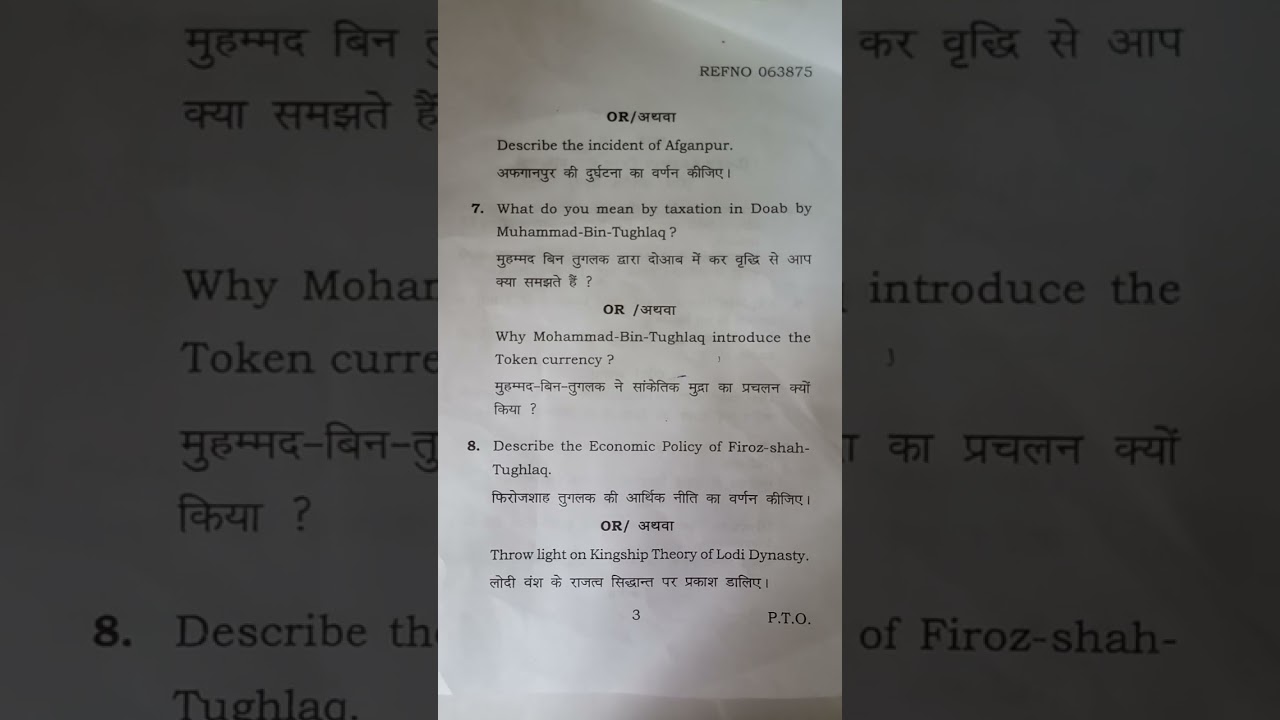 REFNO 063875
OR/अथवा
Describe the incident of Afganpur.
अफगानपुर की दुर्घटना का वर्णन कीजिए।
7. What do you mean by taxation in Doab by
Muhammad-Bin-Tughlaq ?
मुहम्मद बिन तुगलक द्वारा दोआब में कर वृद्धि से आप
क्या समझते हैं ?
OR /अथवा
Why Mohammad-Bin-Tughlaq introduce the
Token currency ?
मुहम्मद-बिन-तुगलक ने सांकेतिक मुद्रा का प्रचलन क्यों
किया ?
8. Describe the Economic Policy of Firoz-shah-
Tughlaq.
फिरोजशाह तुगलक की आर्थिक नीति का वर्णन कीजिए।
OR/ अथवा
Throw light on Kingship Theory of Lodi Dynasty.
लोदी वंश के राजत्व सिद्धान्त पर प्रकाश डालिए।
3
P.T.O.